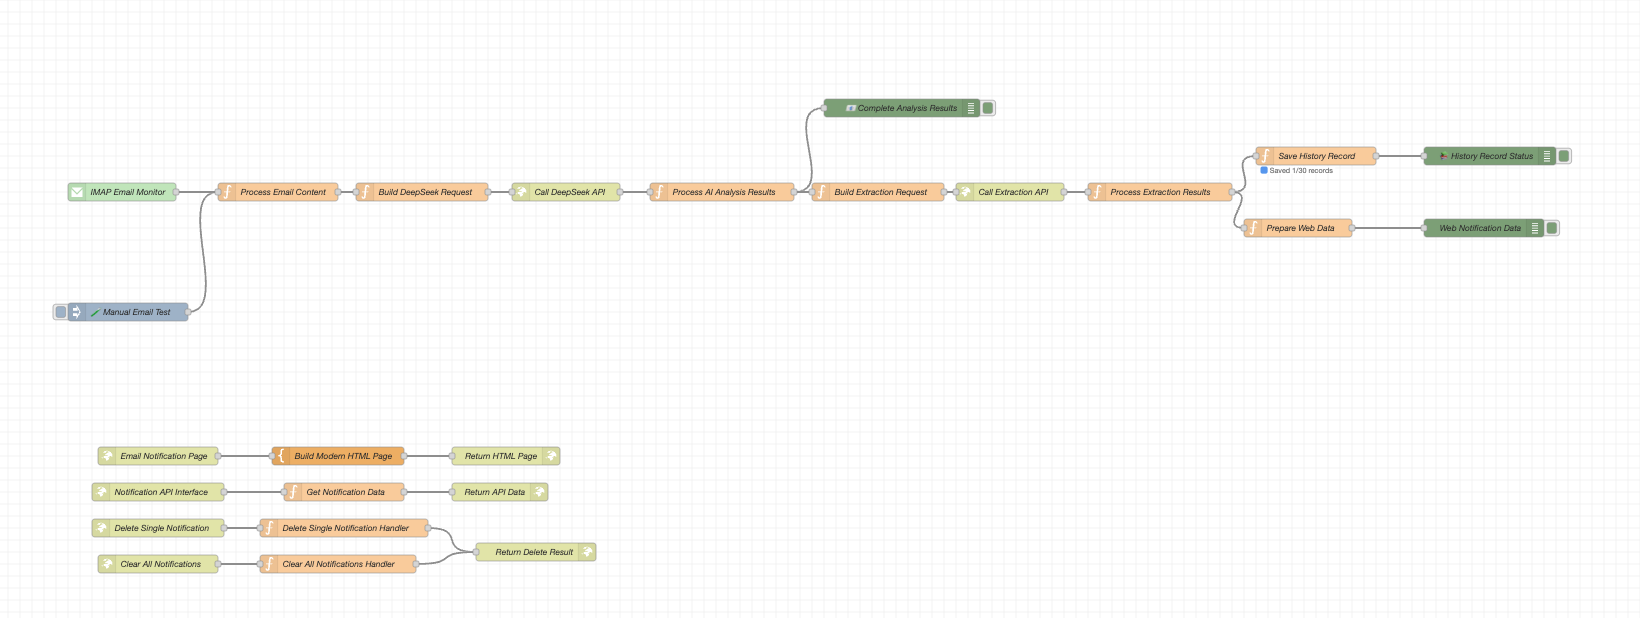 Complete Analysis Results
Save History Record
History Record Status
Saved 1/30 records
IMAP Email Monitor
Process Email Content
Build DeepSeek Request
Call DeepSeek API
Process AI Analysis Results
Build Extraction Request
Call Extraction API
Process Extraction Results
Prepare Web Data
Web Notification Data
Manual Email Test
Email Notification Page
Build Modern HTML Page
Return HTML Page
Notification API Interface
Get Notification Data
Return API Data
Delete Single Notification
Delete Single Notification Handler
Return Delete Result
Clear All Notifications
Clear All Notifications Handler